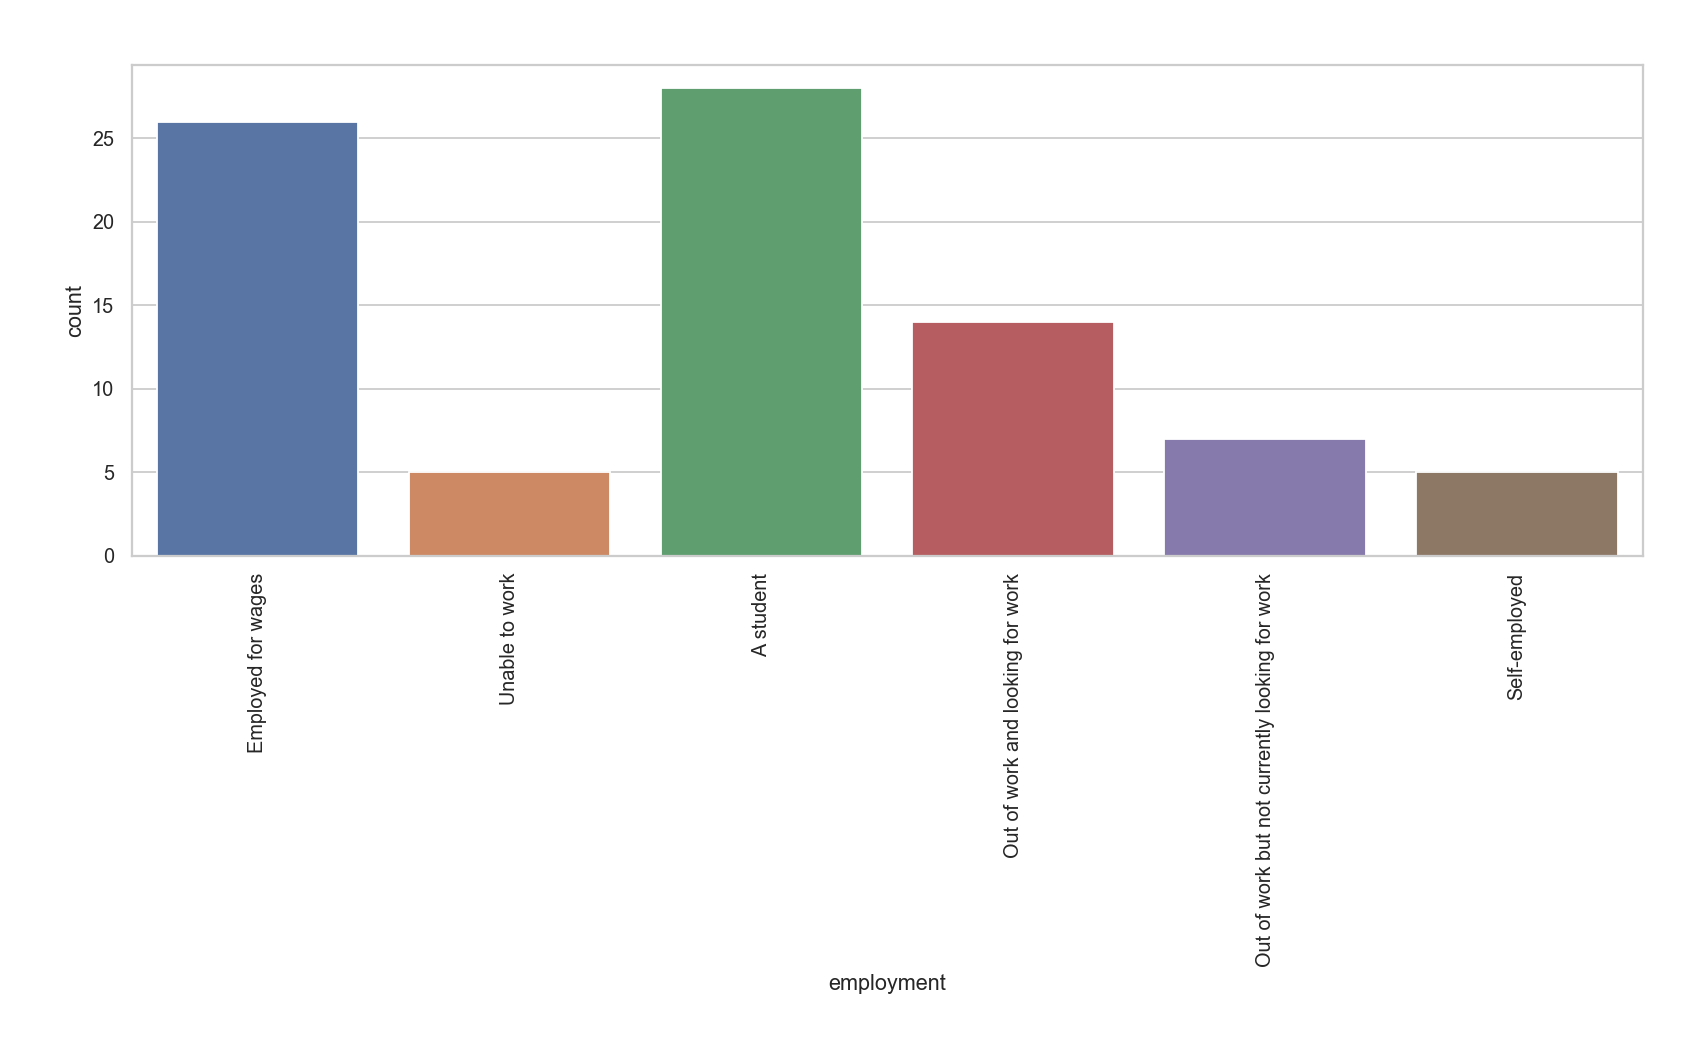 25
20
15
10
5
0
count
Employed for wages
Unable to work
A student
Out of work and looking for work
Out of work but not currently looking for work
Self-employed
employment